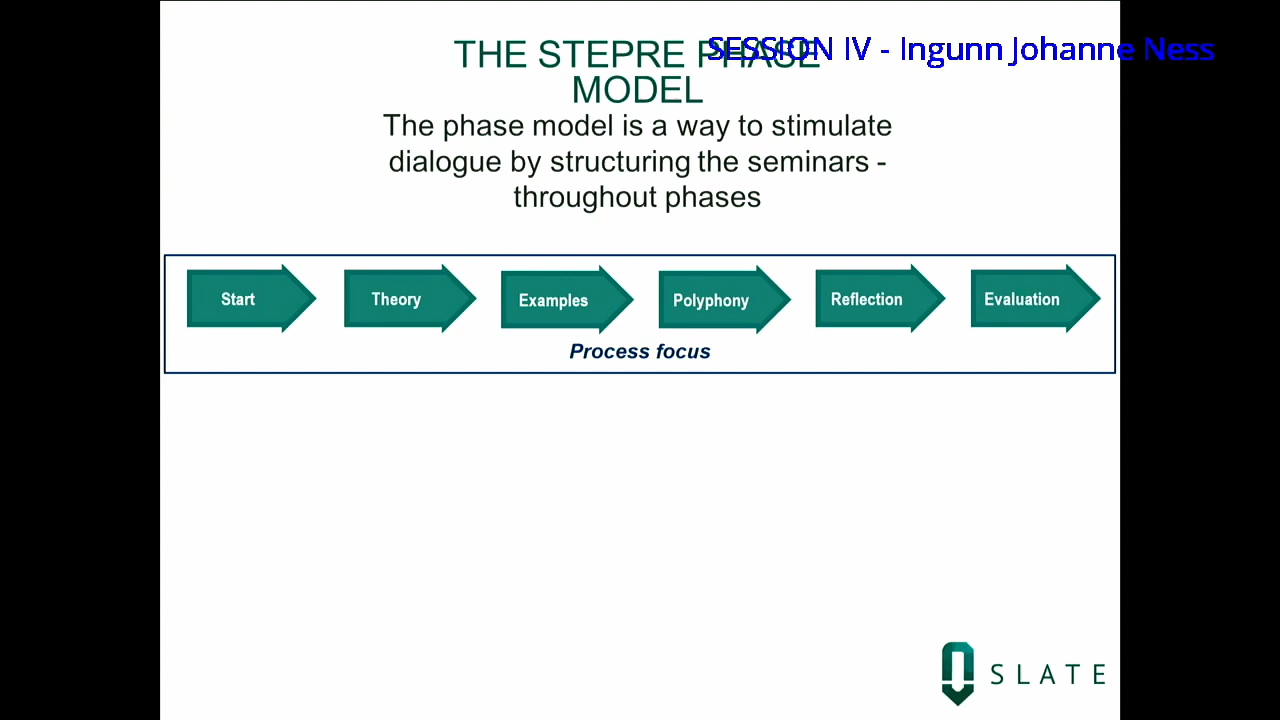 THE STEPRE PHASE
SESSION IV - Ingunn Johanne Ness
MODEL
The phase model is a way to stimulate
dialogue by structuring the seminars -
throughout phases
Start
Theory
Examples
Polyphony
Reflection
Evaluation
Process focus
SLATE